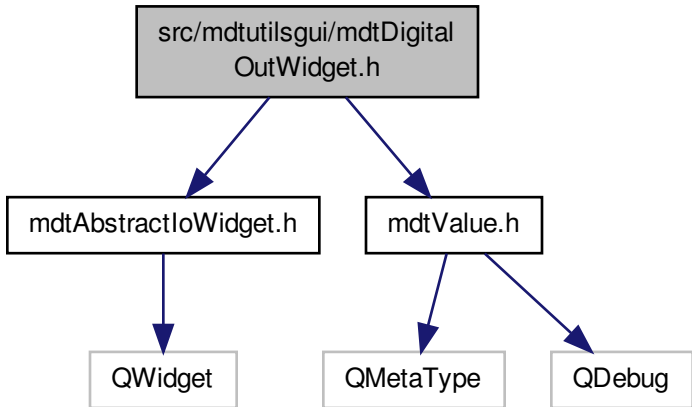 src/mdtutilsgui/mdtDigital
OutWidget.h
mdtAbstractIoWidget.h
mdtValue.h
QWidget
QMetaType
QDebug